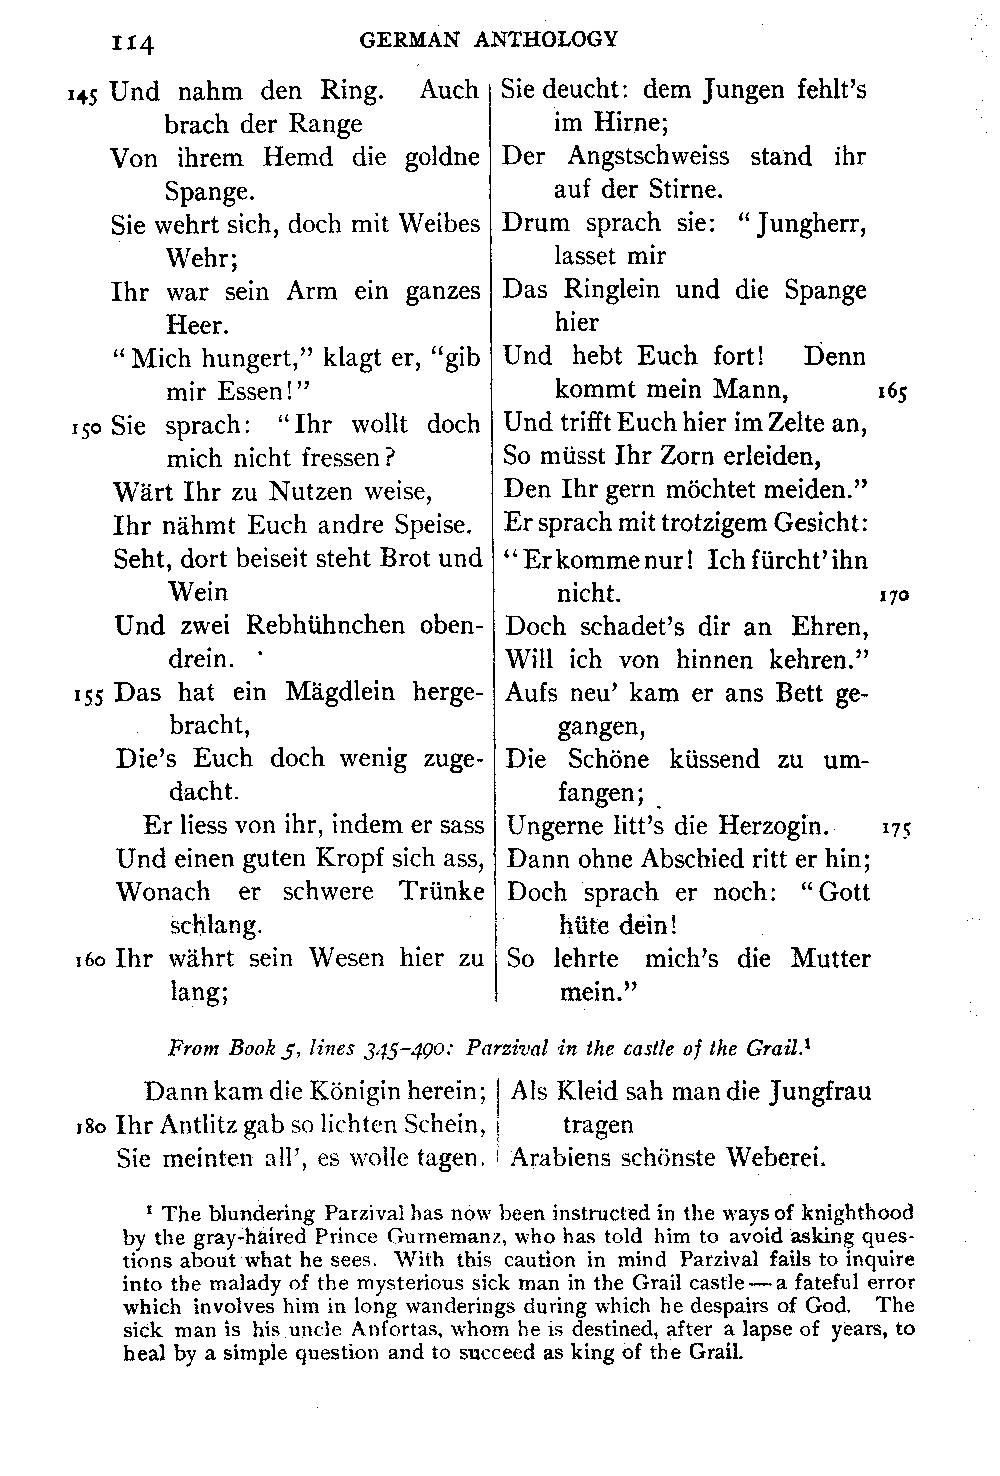 114 GERMAN ANTHOLOGY
145 Und nahm den Ring. Auch
brach der Range
Von ihrem Hemd die goldne
Spange.
Sie wehrt sich, doch mit Weibes
Wehr;
Ihr war sein Arm ein ganzes
Heer.
“Mich hungert,” klagt er, “gib
mir Essen!”
150 Sie sprach: “Ihr wollt doch
mich nicht fressen?
Wärt Ihr zu Nutzen weise,
Ihr nähmt Euch andre Speise.
Seht, dort beiseit steht Brot und
Wein
Und zwei Rebhühnchen oben-
drein.
155 Das hat ein Mägdlein herge-
bracht,
Die’s Euch doch wenig zuge-
dacht.
Er liess von ihr, indem er sass
Und einen guten Kropf sich ass,
Wonach er schwere Trünke
schlang.
160 Ihr währt sein Wesen hier zu
lang;
Sie deucht: dem Jungen fehlt’s
im Hirne;
Der Angstschweiss stand ihr
auf der Stirne.
Drum sprach sie: “Jungherr,
lasset mir
Das Ringlein und die Spange
hier
Und hebt Euch fort! Denn
kommt mein Mann, 165
Und trifft Euch hier im Zelte an,
So müsst Ihr Zorn erleiden,
Den Ihr gern möchtet meiden.”
Er sprach mit trotzigem Gesicht:
“Er komme nur! Ich fürcht’ ihn
nicht. 170
Doch schadet’s dir an Ehren,
Will ich von hinnen kehren.”
Aufs neu’ kam er ans Bett ge-
gangen,
Die Schöne küssend zu um-
fangen;
Ungerne litt’s die Herzogin. 175
Dann ohne Abschied ritt er hin;
Doch sprach er noch: “Gott
hüte dein!
So lehrte mich’s die Mutter
mein.”
From Book 5, lines 345–490: Parzival in the castle of the Grail.¹
Dann kam die Königin herein;
180 Ihr Antlitz gab so lichten Schein,
Sie meinten all’, es wolle tagen.
Als Kleid sah man die Jungfrau
tragen
Arabiens schönste Weberei.
¹ The blundering Parzival has now been instructed in the ways of knighthood
by the gray-haired Prince Gurnemanz, who has told him to avoid asking ques-
tions about what he sees. With this caution in mind Parzival fails to inquire
into the malady of the mysterious sick man in the Grail castle — a fateful error
which involves him in long wanderings during which he despairs of God. The
sick man is his uncle Anfortas, whom he is destined, after a lapse of years, to
heal by a simple question and to succeed as king of the Grail.